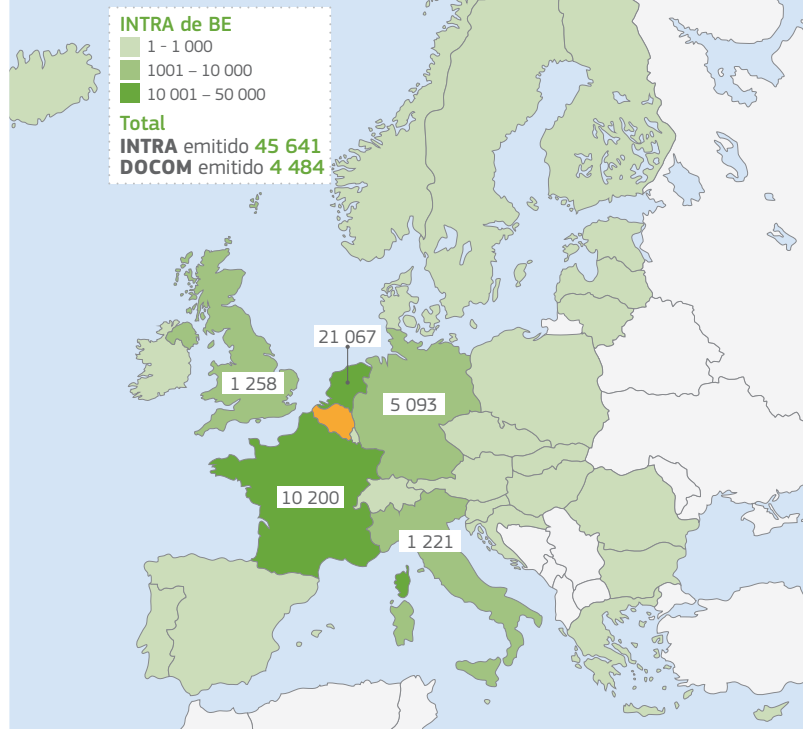 INTRA de BE
1 - 1 000
1001 – 10 000
10 001 – 50 000
Total
INTRA emitido 45 641
DOCOM emitido 4 484
21 067
1 258
5 093
10 200
1 221